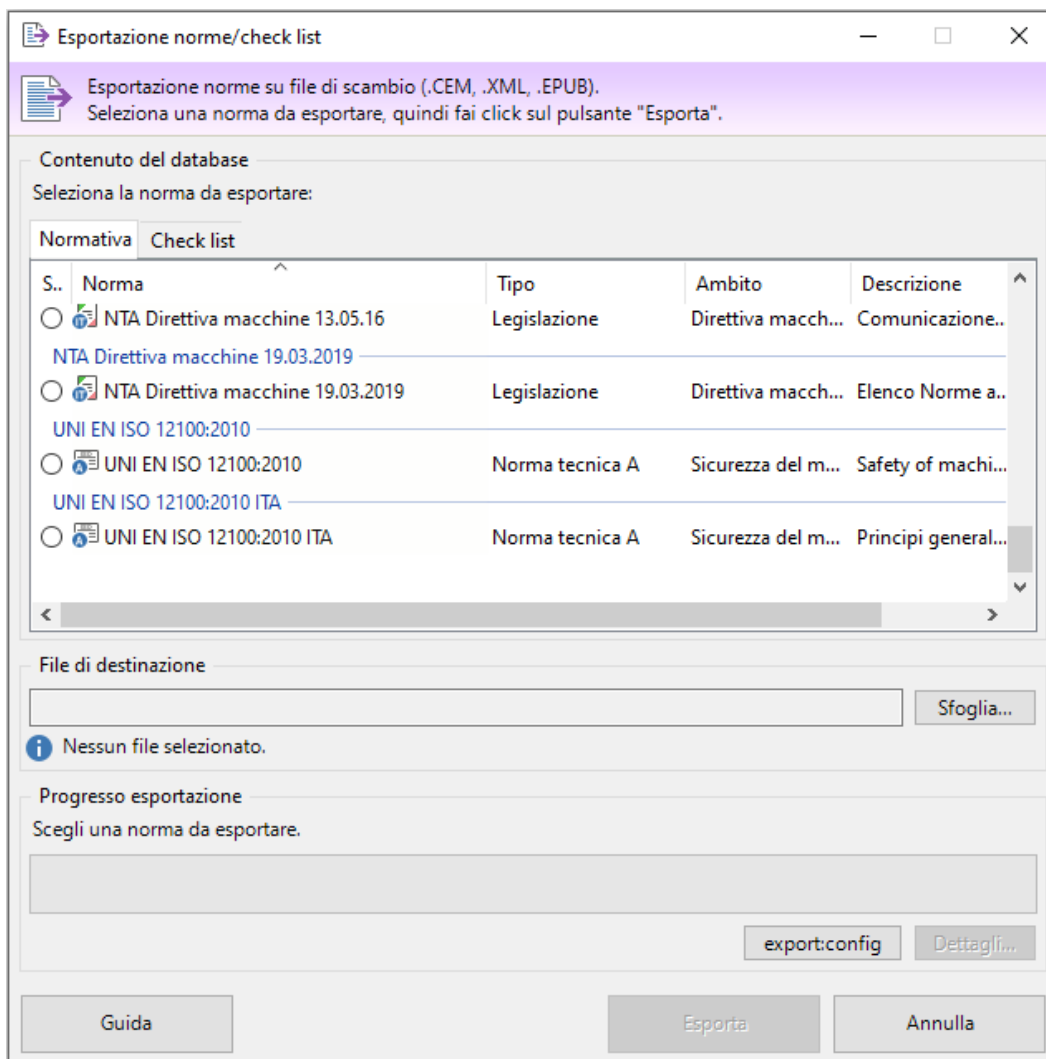 Esportazione norme/check list
Esportazione norme su file di scambio (.CEM, .XML, .EPUB).
Seleziona una norma da esportare, quindi fai click sul pulsante "Esporta".
Contenuto del database
Seleziona la norma da esportare:
Normativa Check list
S.. Norma Tipo Ambito Descrizione
NTA Direttiva macchine 13.05.16 Legislazione Direttiva macch... Comunicazione..
NTA Direttiva macchine 19.03.2019
NTA Direttiva macchine 19.03.2019 Legislazione Direttiva macch... Elenco Norme a..
UNI EN ISO 12100:2010
UNI EN ISO 12100:2010 Norma tecnica A Sicurezza del m... Safety of machi...
UNI EN ISO 12100:2010 ITA
UNI EN ISO 12100:2010 ITA Norma tecnica A Sicurezza del m... Principi general...
File di destinazione
Sfoglia...
Nessun file selezionato.
Progresso esportazione
Scegli una norma da esportare.
export:config Dettagli...
Guida Esporta Annulla